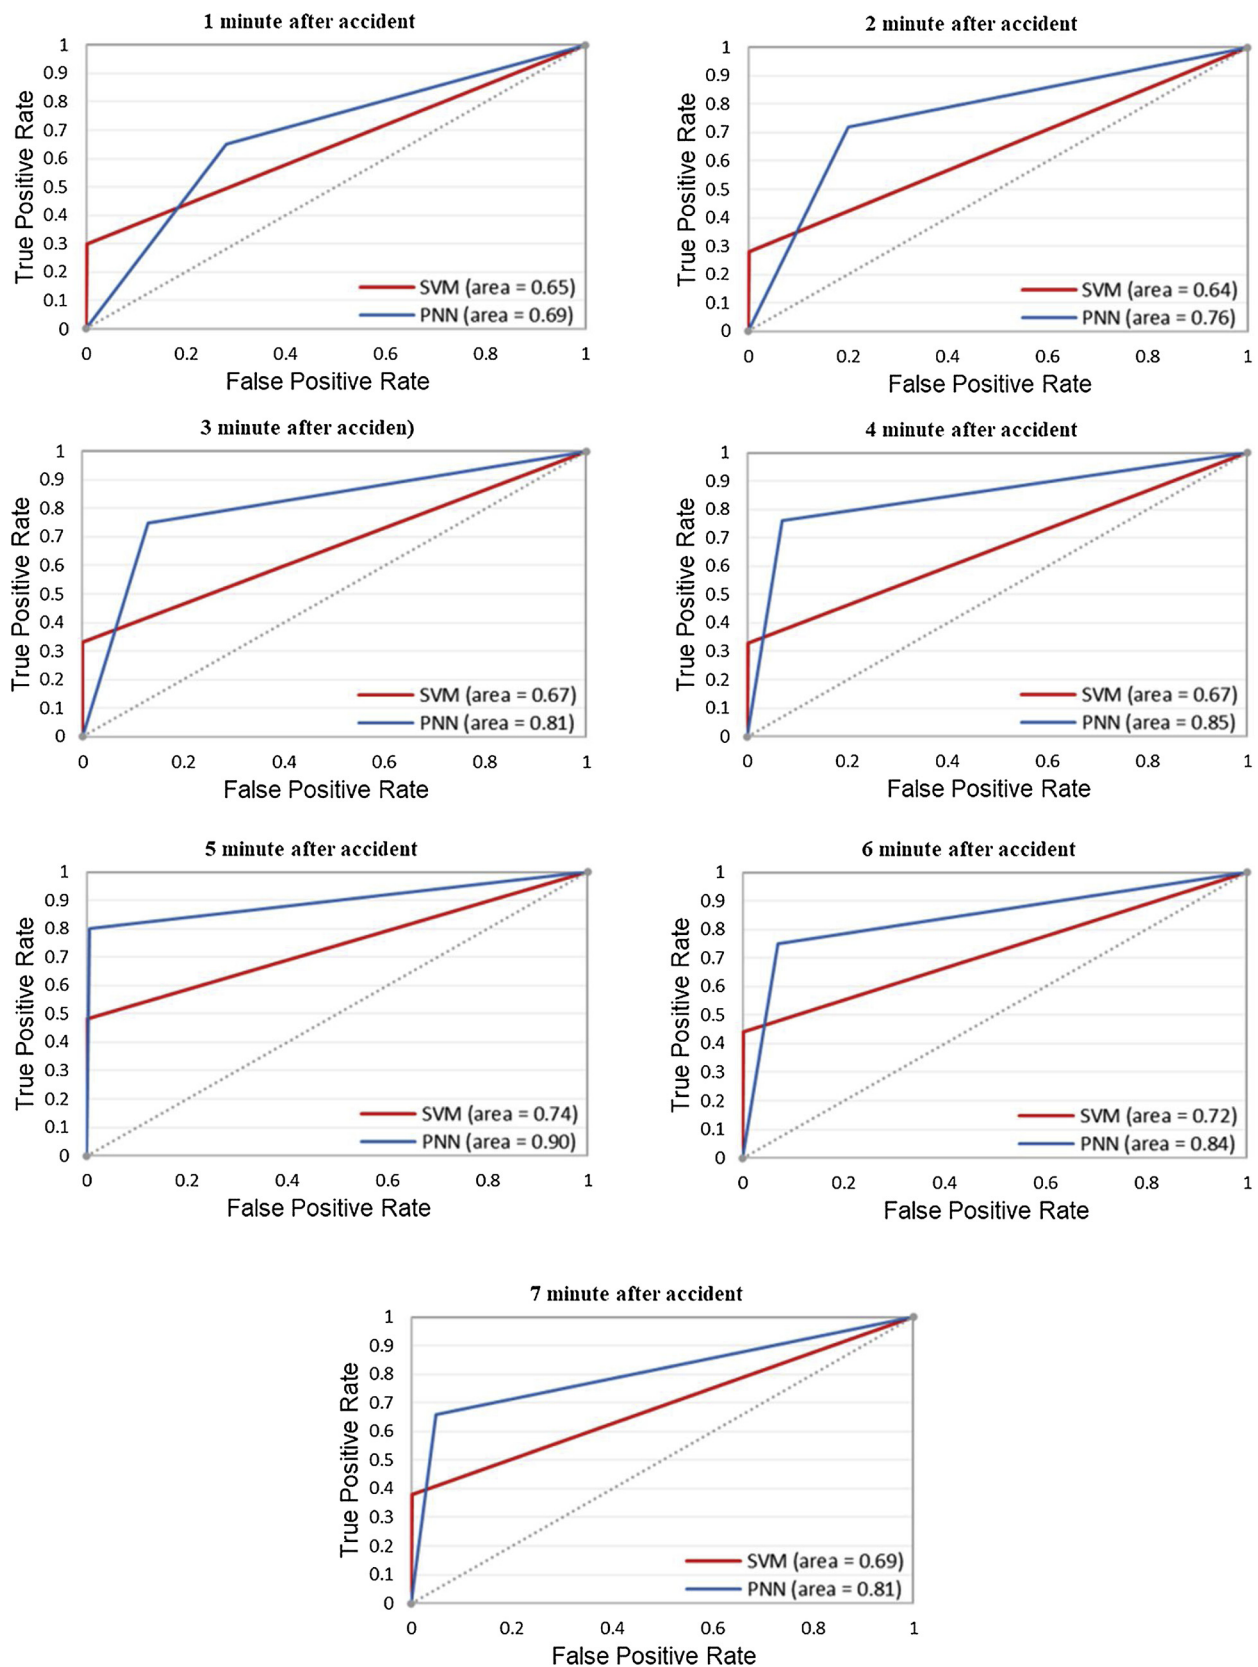 1 minute after accident
True Positive Rate
1
0.9
0.8
0.7
0.6
0.5
0.4
0.3
0.2
0.1
0
SVM (area = 0.65)
PNN (area = 0.69)
0 0.2 0.4 0.6 0.8 1
False Positive Rate
2 minute after accident
True Positive Rate
1
0.9
0.8
0.7
0.6
0.5
0.4
0.3
0.2
0.1
0
SVM (area = 0.64)
PNN (area = 0.76)
0 0.2 0.4 0.6 0.8 1
False Positive Rate
3 minute after acciden)
True Positive Rate
1
0.9
0.8
0.7
0.6
0.5
0.4
0.3
0.2
0.1
0
SVM (area = 0.67)
PNN (area = 0.81)
0 0.2 0.4 0.6 0.8 1
False Positive Rate
4 minute after accident
True Positive Rate
1
0.9
0.8
0.7
0.6
0.5
0.4
0.3
0.2
0.1
0
SVM (area = 0.67)
PNN (area = 0.85)
0 0.2 0.4 0.6 0.8 1
False Positive Rate
5 minute after accident
True Positive Rate
1
0.9
0.8
0.7
0.6
0.5
0.4
0.3
0.2
0.1
0
SVM (area = 0.74)
PNN (area = 0.90)
0 0.2 0.4 0.6 0.8 1
False Positive Rate
6 minute after accident
True Positive Rate
1
0.9
0.8
0.7
0.6
0.5
0.4
0.3
0.2
0.1
0
SVM (area = 0.72)
PNN (area = 0.84)
0 0.2 0.4 0.6 0.8 1
False Positive Rate
7 minute after accident
True Positive Rate
1
0.9
0.8
0.7
0.6
0.5
0.4
0.3
0.2
0.1
0
SVM (area = 0.69)
PNN (area = 0.81)
0 0.2 0.4 0.6 0.8 1
False Positive Rate